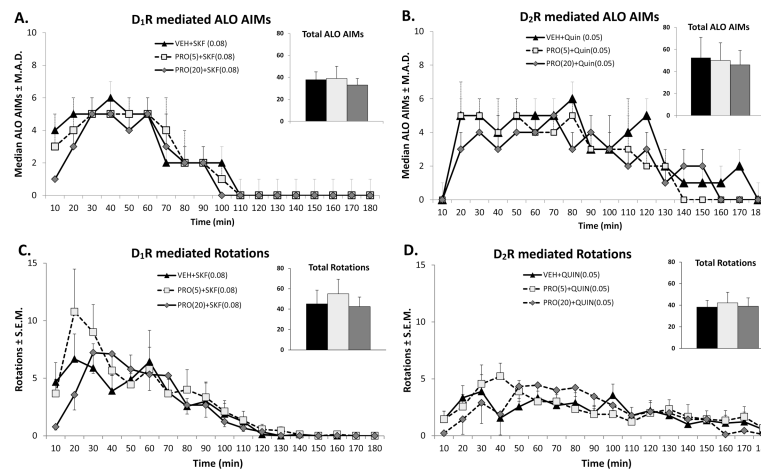 A.
D1R mediated ALO AIMs
Median ALO AIMs ± M.A.D.
10
8
6
4
2
0
VEH+SKF (0.08)
PRO(5)+SKF(0.08)
PRO(20)+SKF(0.08)
Total ALO AIMs
80
60
40
20
0
10 20 30 40 50 60 70 80 90 100 110 120 130 140 150 160 170 180
Time (min)
B.
D2R mediated ALO AIMs
Median ALO AIMs ± M.A.D.
10
8
6
4
2
0
VEH+Quin (0.05)
PRO(5)+Quin(0.05)
PRO(20)+Quin(0.05)
Total ALO AIMs
80
60
40
20
0
10 20 30 40 50 60 70 80 90 100 110 120 130 140 150 160 170 180
Time (min)
C.
D1R mediated Rotations
Rotations ± S.E.M.
15
10
5
0
VEH+SKF(0.08)
PRO(5)+SKF(0.08)
PRO(20)+SKF(0.08)
Total Rotations
80
60
40
20
0
10 20 30 40 50 60 70 80 90 100 110 120 130 140 150 160 170 180
Time (min)
D.
D2R mediated Rotations
Rotations ± S.E.M.
15
10
5
0
VEH+QUIN(0.05)
PRO(5)+QUIN(0.05)
PRO(20)+QUIN(0.05)
Total Rotations
80
60
40
20
0
10 20 30 40 50 60 70 80 90 100 110 120 130 140 150 160 170
Time (min)